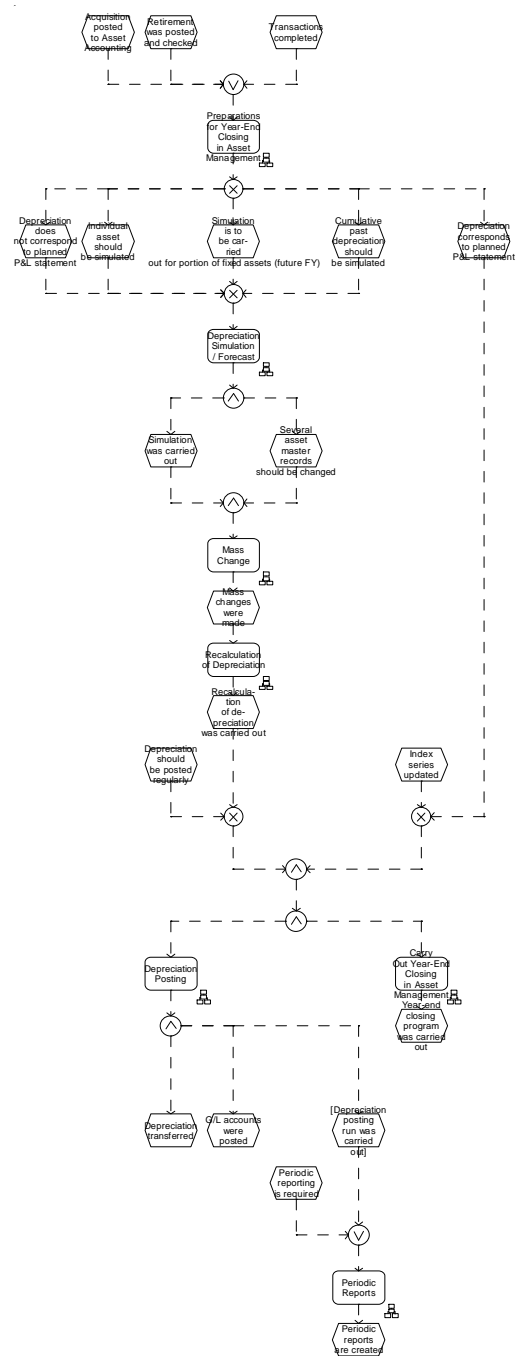 Acquisition
posted
to Asset
Accounting
Retirement
was posted
and checked
Transactions
completed
Preparations
for Year-End
Closing
in Asset
Management
Depreciation
does
not correspond
to planned
P&L statement
Individual
asset
should
be simulated
Simulation
is to
be car-
ried
out for portion of fixed assets (future FY)
Cumulative
past
depreciation
should
be simulated
Depreciation
corresponds
to planned
P&L statement
Depreciation
Simulation
/ Forecast
Simulation
was carried
out
Several
asset
master
records
should be changed
Mass
Change
Mass
changes
were
made
Recalculation
of Depreciation
Recalcula-
tion
of de-
preciation
was carried out
Depreciation
should
be posted
regularly
Index
series
updated
Depreciation
Posting
Carry
Out Year-End
Closing
in Asset
Management
Year-end
closing
program
was carried
out
Depreciation
transferred
G/L accounts
were
posted
[Depreciation
posting
run was
carried
out]
Periodic
reporting
is required
Periodic
Reports
Periodic
reports
are created